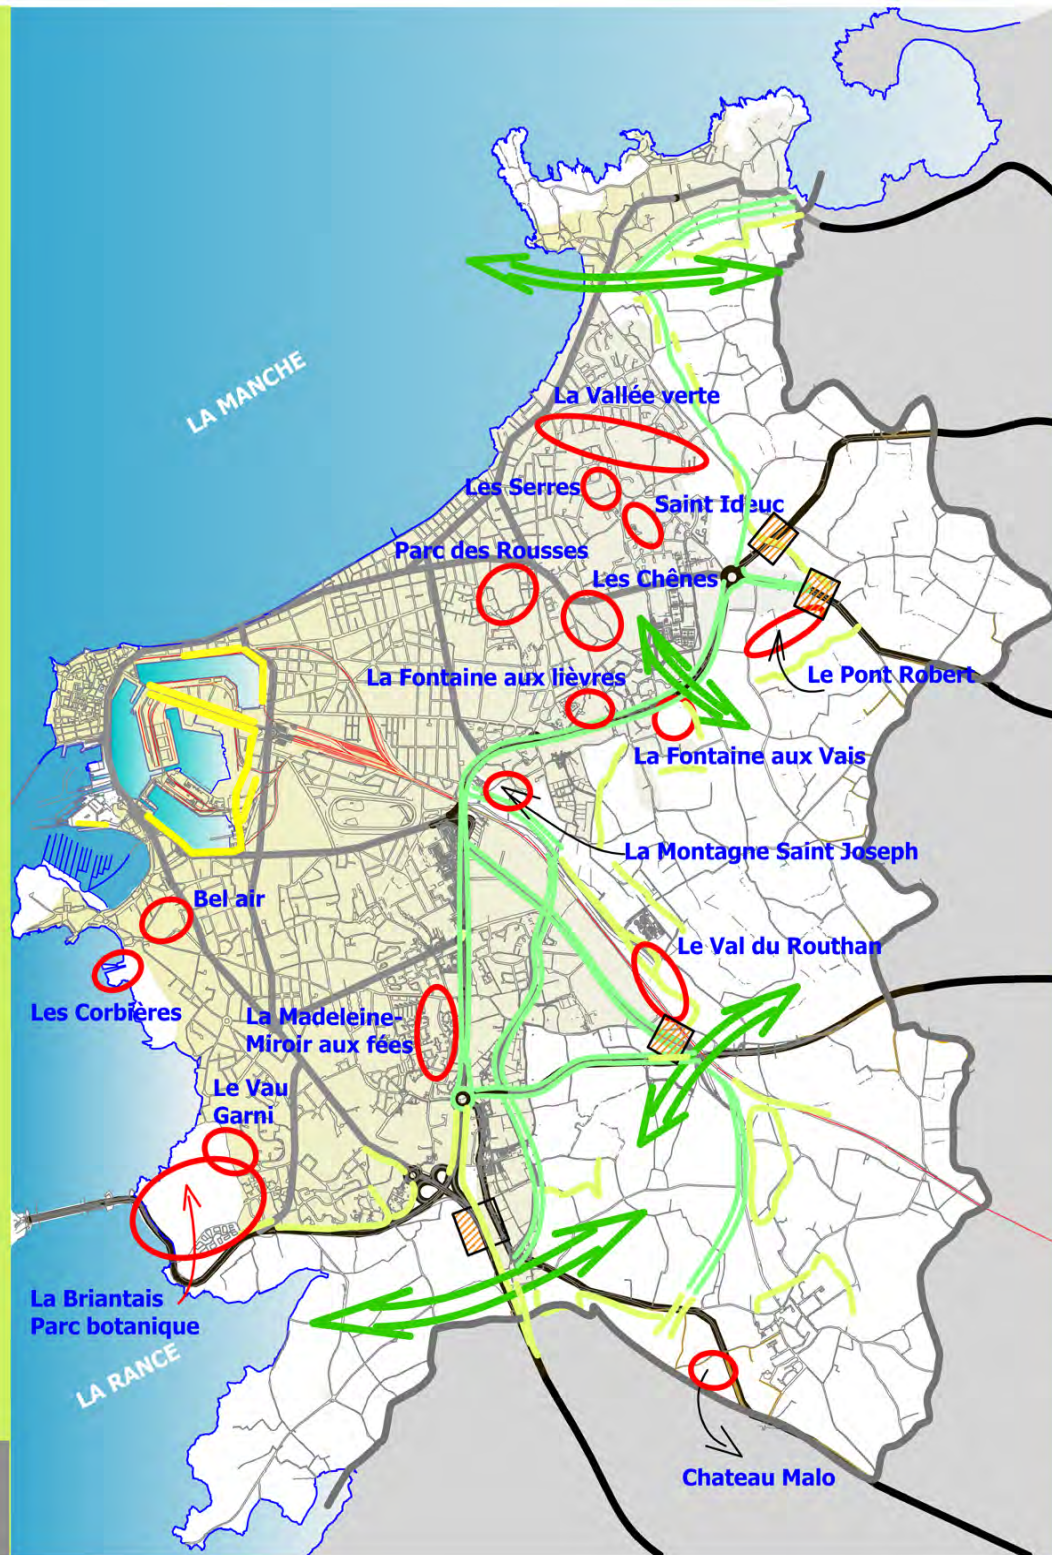 LA MANCHE
La Vallée verte
Les Serres
Saint Ideuc
Parc des Rousses
Les Chênes
La Fontaine aux lièvres
Le Pont Robert
La Fontaine aux Vais
La Montagne Saint Joseph
Bel air
Le Val du Routhan
Les Corbières
La Madeleine-
Miroir aux fées
Le Vau
Garni
La Briantais
Parc botanique
LA RANCE
Chateau Malo